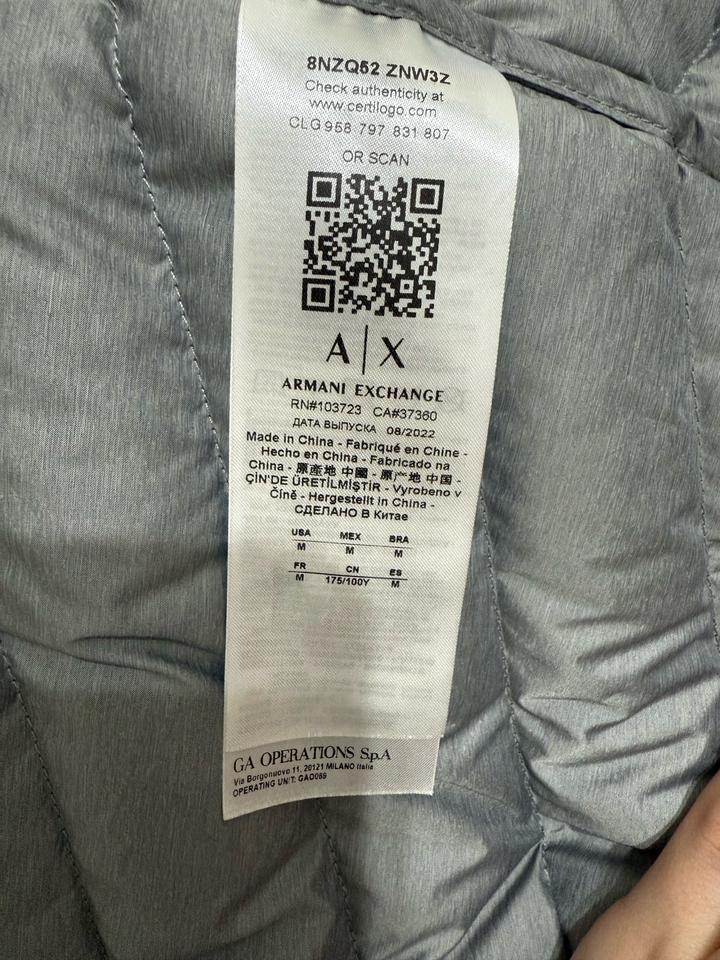 8NZQ52 ZNW3Z
Check authenticity at
www.certilogo.com
CLG 958 797 831 807
OR SCAN
A|X
ARMANI EXCHANGE
RN#103723 CA#37360
ДАТА ВЫПУСКА 08/2022
Made in China - Fabriqué en Chine -
Hecho en China - Fabricado na
China - 原產地 中國 - 原产地 中国 -
ÇİN'DE ÜRETİLMİŞTİR - Vyrobeno v
Číně - Hergestellt in China -
СДЕЛАНО В Китае
USA MEX BRA
M M M
FR CN ES
M 175/100Y M
GA OPERATIONS S.p.A
Via Borgonuovo 11, 20121 MILANO Italia
OPERATING UNIT: GAO089